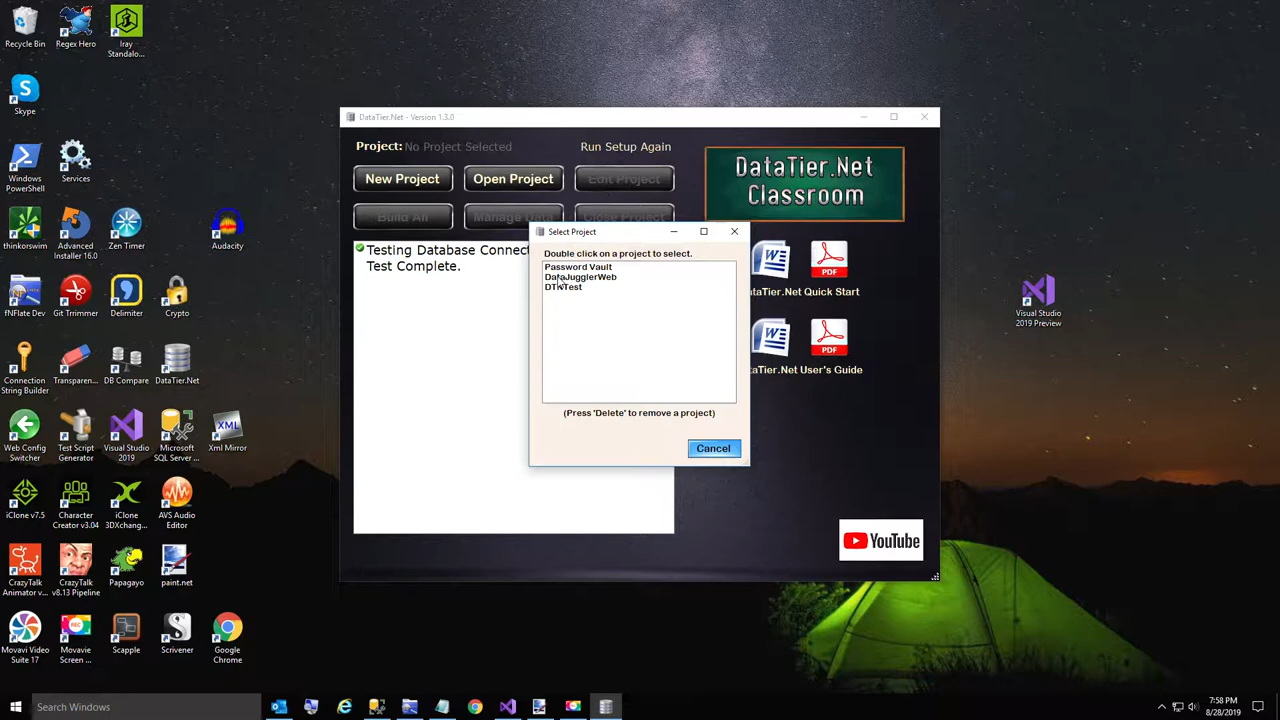 Recycle Bin
Regex Hero
Iray
Standalo...
Skype
Windows
PowerShell
Services
thinkorswim
Advanced
Installer 16.0
Zen Timer
Audacity
fNFlate Dev
Git Trimmer
Delimiter
Crypto
Connection
String Builder
Transparen...
DB Compare
DataTier.Net
Web Config
Switcher
Test Script
Generator
Visual Studio
2019
Microsoft
SQL Server ...
XML
Xml Mirror
iClone v7.5
Character
Creator v3.04
iClone
3DXchang...
AVS Audio
Editor
CrazyTalk
Animator v...
CrazyTalk
v8.13 Pipeline
Papagayo
paint.net
Movavi Video
Suite 17
REC
Movavie
Screen ...
Scapple
Scrivener
Google
Chrome
DataTier.Net - Version 1.3.0
Project: No Project Selected
Run Setup Again
New Project
Open Project
Edit Project
Build All
Manage Data
Close Project
DataTier.Net
Classroom
Testing Database Connect
Test Complete.
Select Project
Double click on a project to select.
Password Vault
DataJugglerWeb
DTNTest
(Press 'Delete' to remove a project)
Cancel
PDF
ataTier.Net Quick Start
PDF
ataTier.Net User's Guide
YouTube
Visual Studio
2019 Preview
Search Windows
7:58 PM
8/28/2019